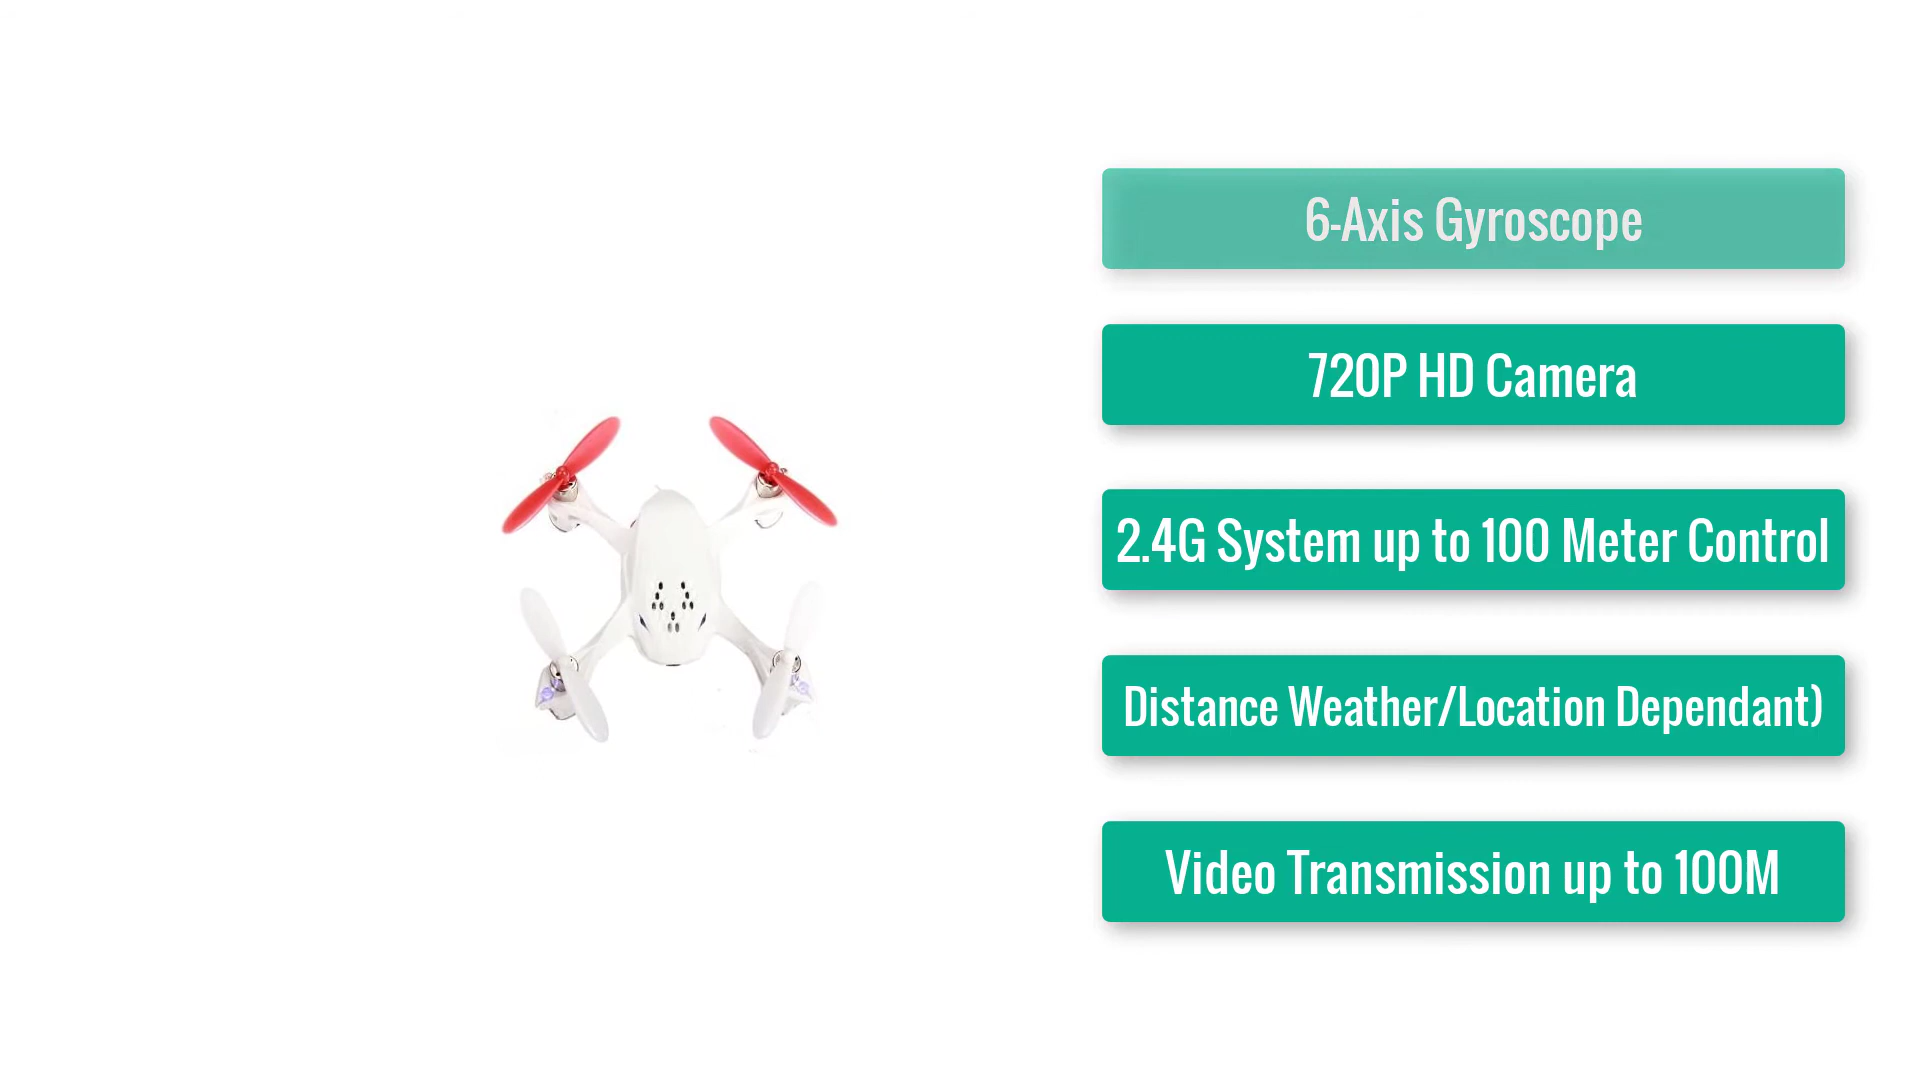 6-Axis Gyroscope
720P HD Camera
2.4G System up to 100 Meter Control
Distance Weather/Location Dependant)
Video Transmission up to 100M